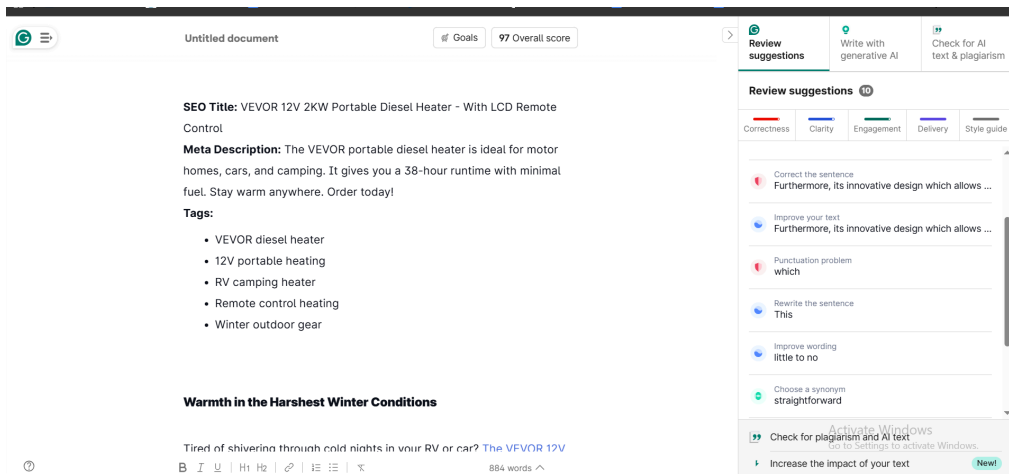 Untitled document
Goals
97 Overall score
Review suggestions
Write with generative AI
Check for AI text & plagiarism
Review suggestions 10
Correctness
Clarity
Engagement
Delivery
Style guide
SEO Title: VEVOR 12V 2KW Portable Diesel Heater - With LCD Remote
Control
Meta Description: The VEVOR portable diesel heater is ideal for motor
homes, cars, and camping. It gives you a 38-hour runtime with minimal
fuel. Stay warm anywhere. Order today!
Tags:
• VEVOR diesel heater
• 12V portable heating
• RV camping heater
• Remote control heating
• Winter outdoor gear
Warmth in the Harshest Winter Conditions
Tired of shivering through cold nights in your RV or car? The VEVOR 12V
B I U H1 H2
884 words
Correct the sentence
Furthermore, its innovative design which allows ...
Improve your text
Furthermore, its innovative design which allows ...
Punctuation problem
which
Rewrite the sentence
This
Improve wording
little to no
Choose a synonym
straightforward
Activate Windows
Go to Settings to activate Windows.
Check for plagiarism and AI text
Increase the impact of your text
New!